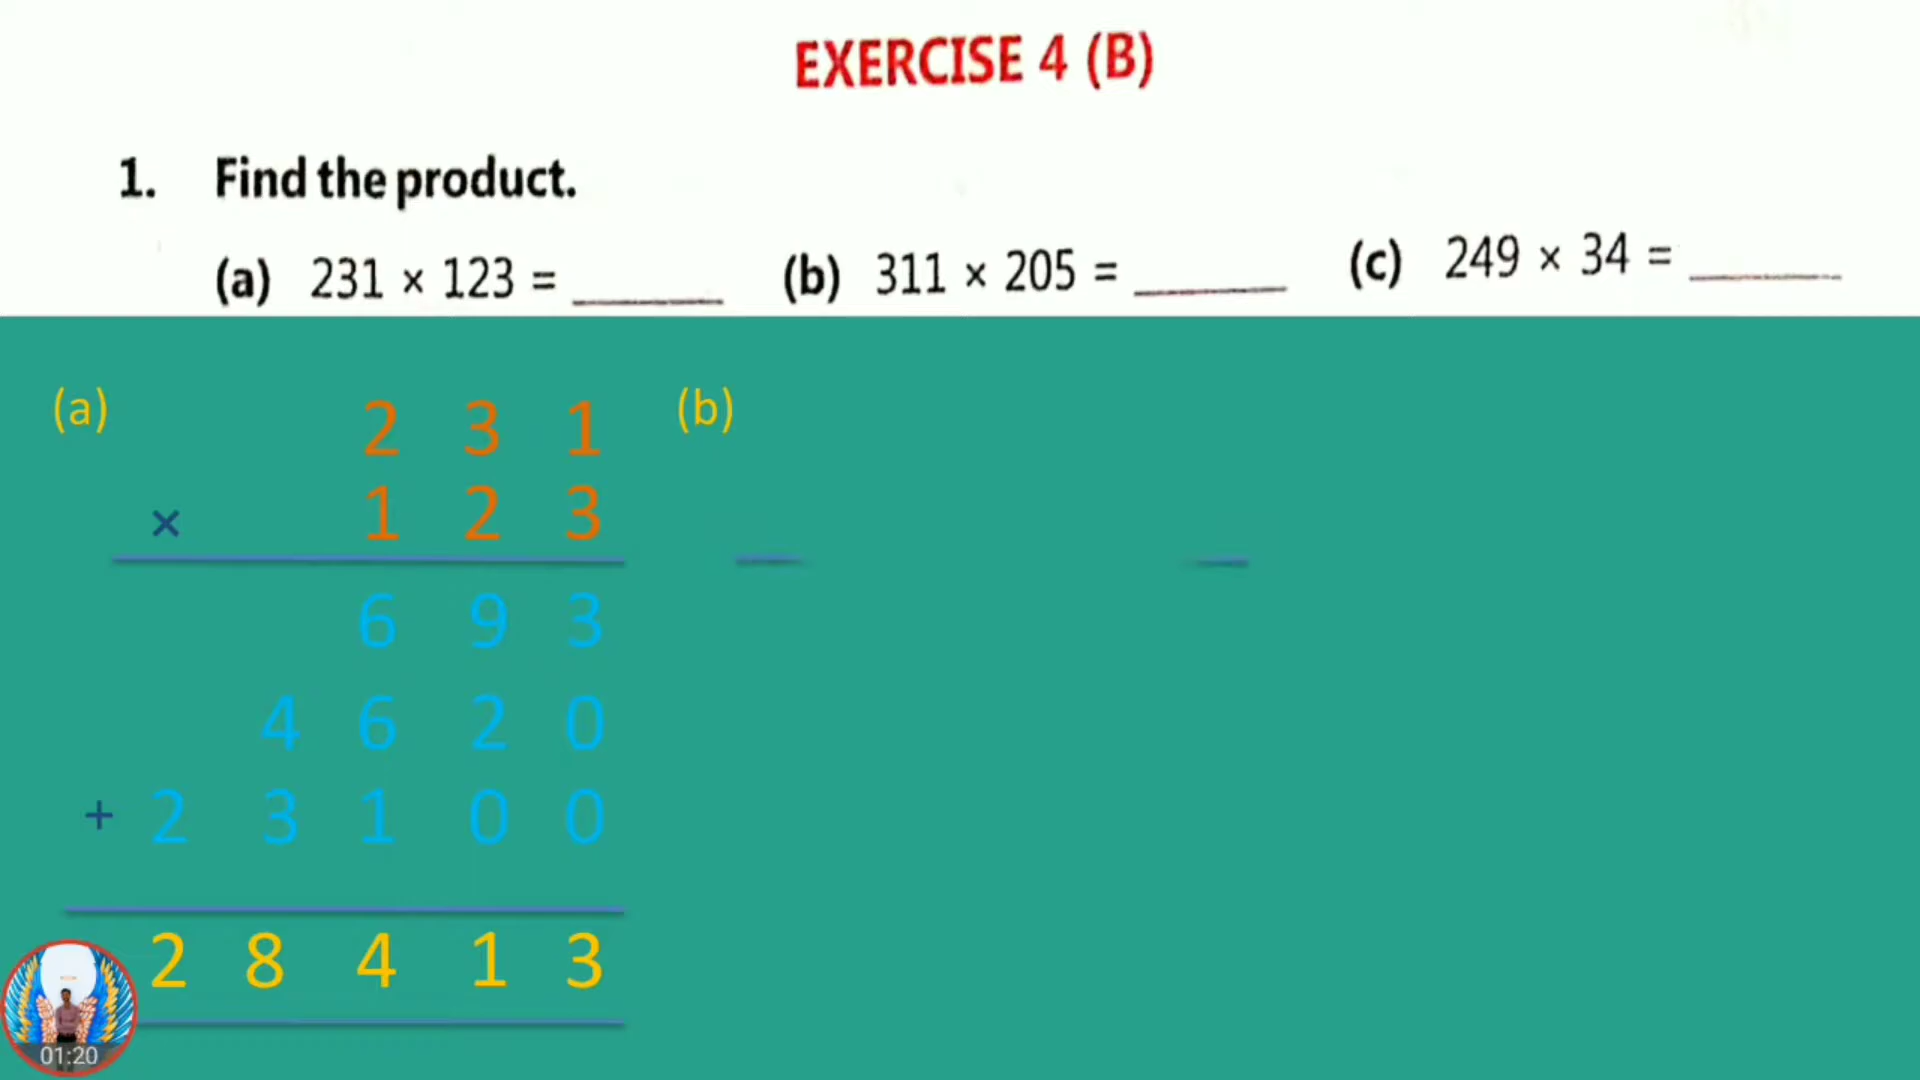 EXERCISE 4 (B)
1. Find the product.
(a) 231 × 123 = ______ (b) 311 × 205 = ______ (c) 249 × 34 = ______
(a) 2 3 1 (b)
× 1 2 3
6 9 3
4 6 2 0
+ 2 3 1 0 0
2 8 4 1 3
01:20